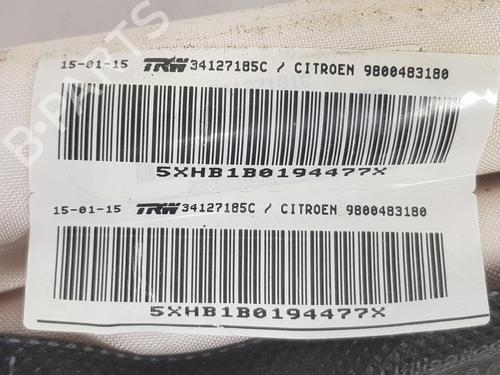 15-01-15 TRW 34127185C / CITROEN 9800483180
5XHB1B0194477X
15-01-15 TRW 34127185C / CITROEN 9800483180
5XHB1B0194477X
B-PARTS